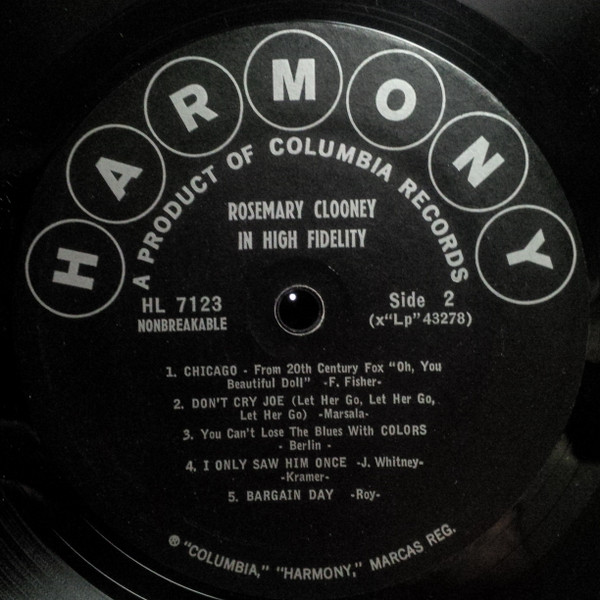 HARMONY
A PRODUCT OF COLUMBIA RECORDS
ROSEMARY CLOONEY
IN HIGH FIDELITY
HL 7123
NONBREAKABLE
Side 2
(x"Lp"43278)
1. CHICAGO - From 20th Century Fox "Oh, You
Beautiful Doll" -F. Fisher-
2. DON'T CRY JOE (Let Her Go, Let Her Go,
Let Her Go) -Marsala-
3. You Can't Lose The Blues With COLORS
- Berlin -
4. I ONLY SAW HIM ONCE -J. Whitney-
-Kramer-
5. BARGAIN DAY -Roy-
® "COLUMBIA," "HARMONY," MARCAS REG.